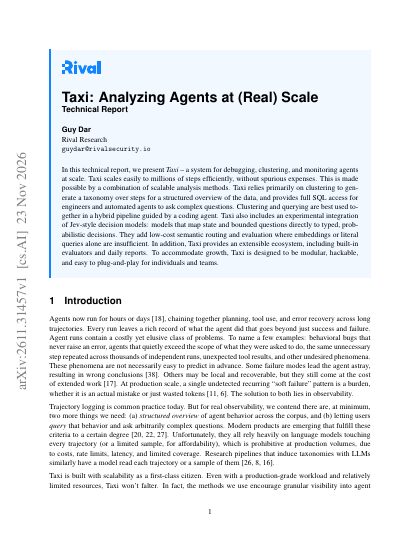 Rival
Taxi: Analyzing Agents at (Real) Scale
Technical Report
Guy Dar
Rival Research
guydar@rivalsecurity.io
In this technical report, we present Taxi – a system for debugging, clustering, and monitoring agents
at scale. Taxi scales easily to millions of steps efficiently, without spurious expenses. This is made
possible by a combination of scalable analysis methods. Taxi relies primarily on clustering to gen-
erate a taxonomy over steps for a structured overview of the data, and provides full SQL access for
engineers and automated agents to ask complex questions. Clustering and querying are best used to-
gether in a hybrid pipeline guided by a coding agent. Taxi also includes an experimental integration
of Jev-style decision models: models that map state and bounded questions directly to typed, prob-
abilistic decisions. They add low-cost semantic routing and evaluation where embeddings or literal
queries alone are insufficient. In addition, Taxi provides an extensible ecosystem, including built-in
evaluators and daily reports. To accommodate growth, Taxi is designed to be modular, hackable,
and easy to plug-and-play for individuals and teams.
1 Introduction
Agents now run for hours or days [18], chaining together planning, tool use, and error recovery across long
trajectories. Every run leaves a rich record of what the agent did that goes beyond just success and failure.
Agent runs contain a costly yet elusive class of problems. To name a few examples: behavioral bugs that
never raise an error, agents that quietly exceed the scope of what they were asked to do, the same unnecessary
step repeated across thousands of independent runs, unexpected tool results, and other undesired phenomena.
These phenomena are not necessarily easy to predict in advance. Some failure modes lead the agent astray,
resulting in wrong conclusions [38]. Others may be local and recoverable, but they still come at the cost
of extended work [17]. At production scale, a single undetected recurring “soft failure” pattern is a burden,
whether it is an actual mistake or just wasted tokens [11, 6]. The solution to both lies in observability.
Trajectory logging is common practice today. But for real observability, we contend there are, at minimum,
two more things we need: (a) structured overview of agent behavior across the corpus, and (b) letting users
query that behavior and ask arbitrarily complex questions. Modern products are emerging that fulfill these
criteria to a certain degree [20, 22, 27]. Unfortunately, they all rely heavily on language models touching
every trajectory (or a limited sample, for affordability), which is prohibitive at production volumes, due
to costs, rate limits, latency, and limited coverage. Research pipelines that induce taxonomies with LLMs
similarly have a model read each trajectory or a sample of them [26, 8, 16].
Taxi is built with scalability as a first-class citizen. Even with a production-grade workload and relatively
limited resources, Taxi won’t falter. In fact, the methods we use encourage granular visibility into agent
1
arXiv:2611.31457v1 [cs.AI] 23 Nov 2026